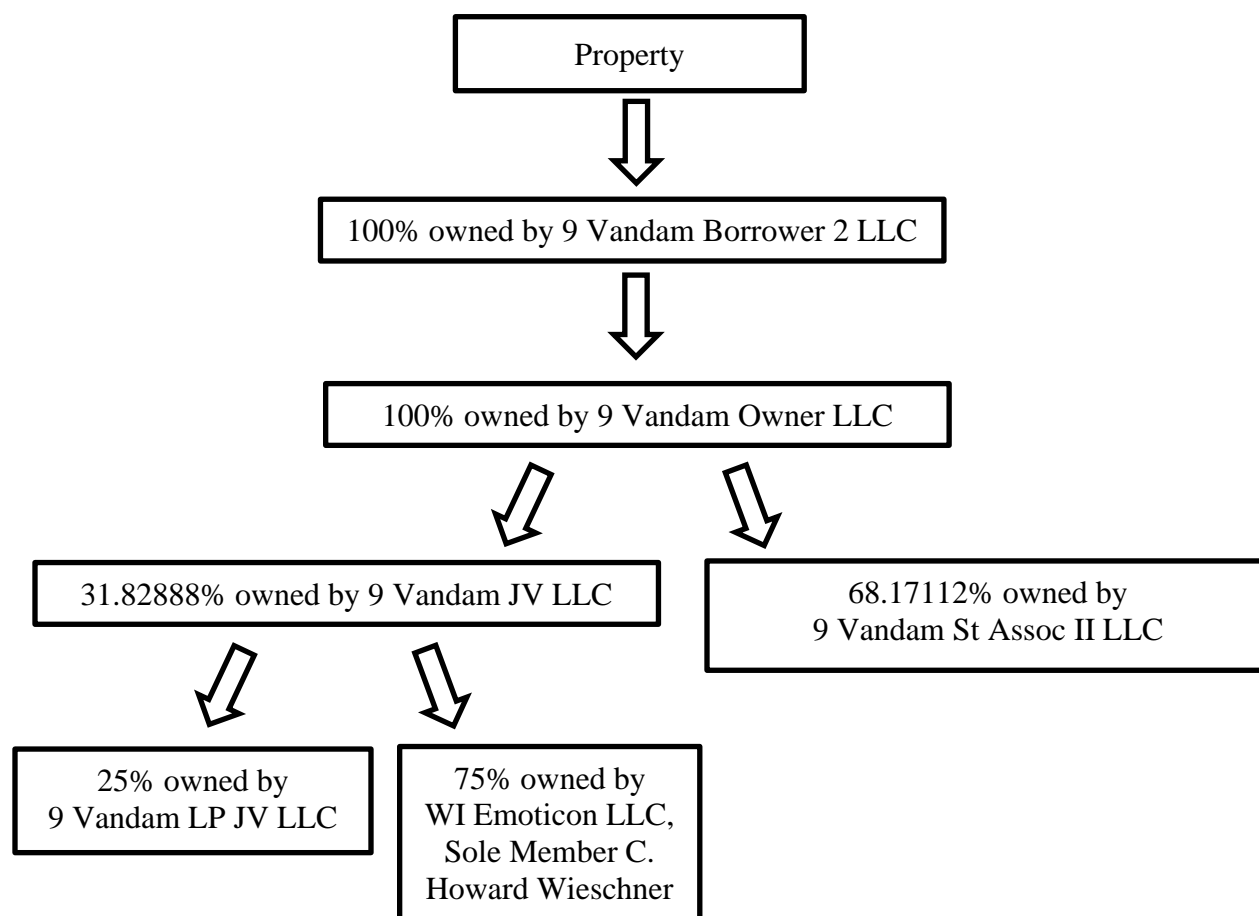 Property
100% owned by 9 Vandam Borrower 2 LLC
100% owned by 9 Vandam Owner LLC
31.82888% owned by 9 Vandam JV LLC
68.17112% owned by
9 Vandam St Assoc II LLC
25% owned by
9 Vandam LP JV LLC
75% owned by
WI Emoticon LLC,
Sole Member C.
Howard Wieschner